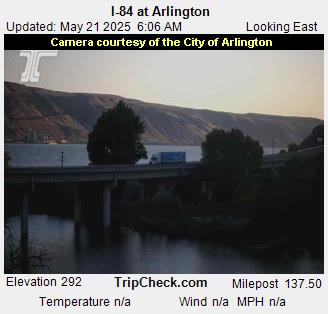 I-84 at Arlington
Updated: May 21 2025 6:06 AM Looking East
Camera courtesy of the City of Arlington
Elevation 292 TripCheck.com Milepost 137.50
Temperature n/a Wind n/a MPH n/a